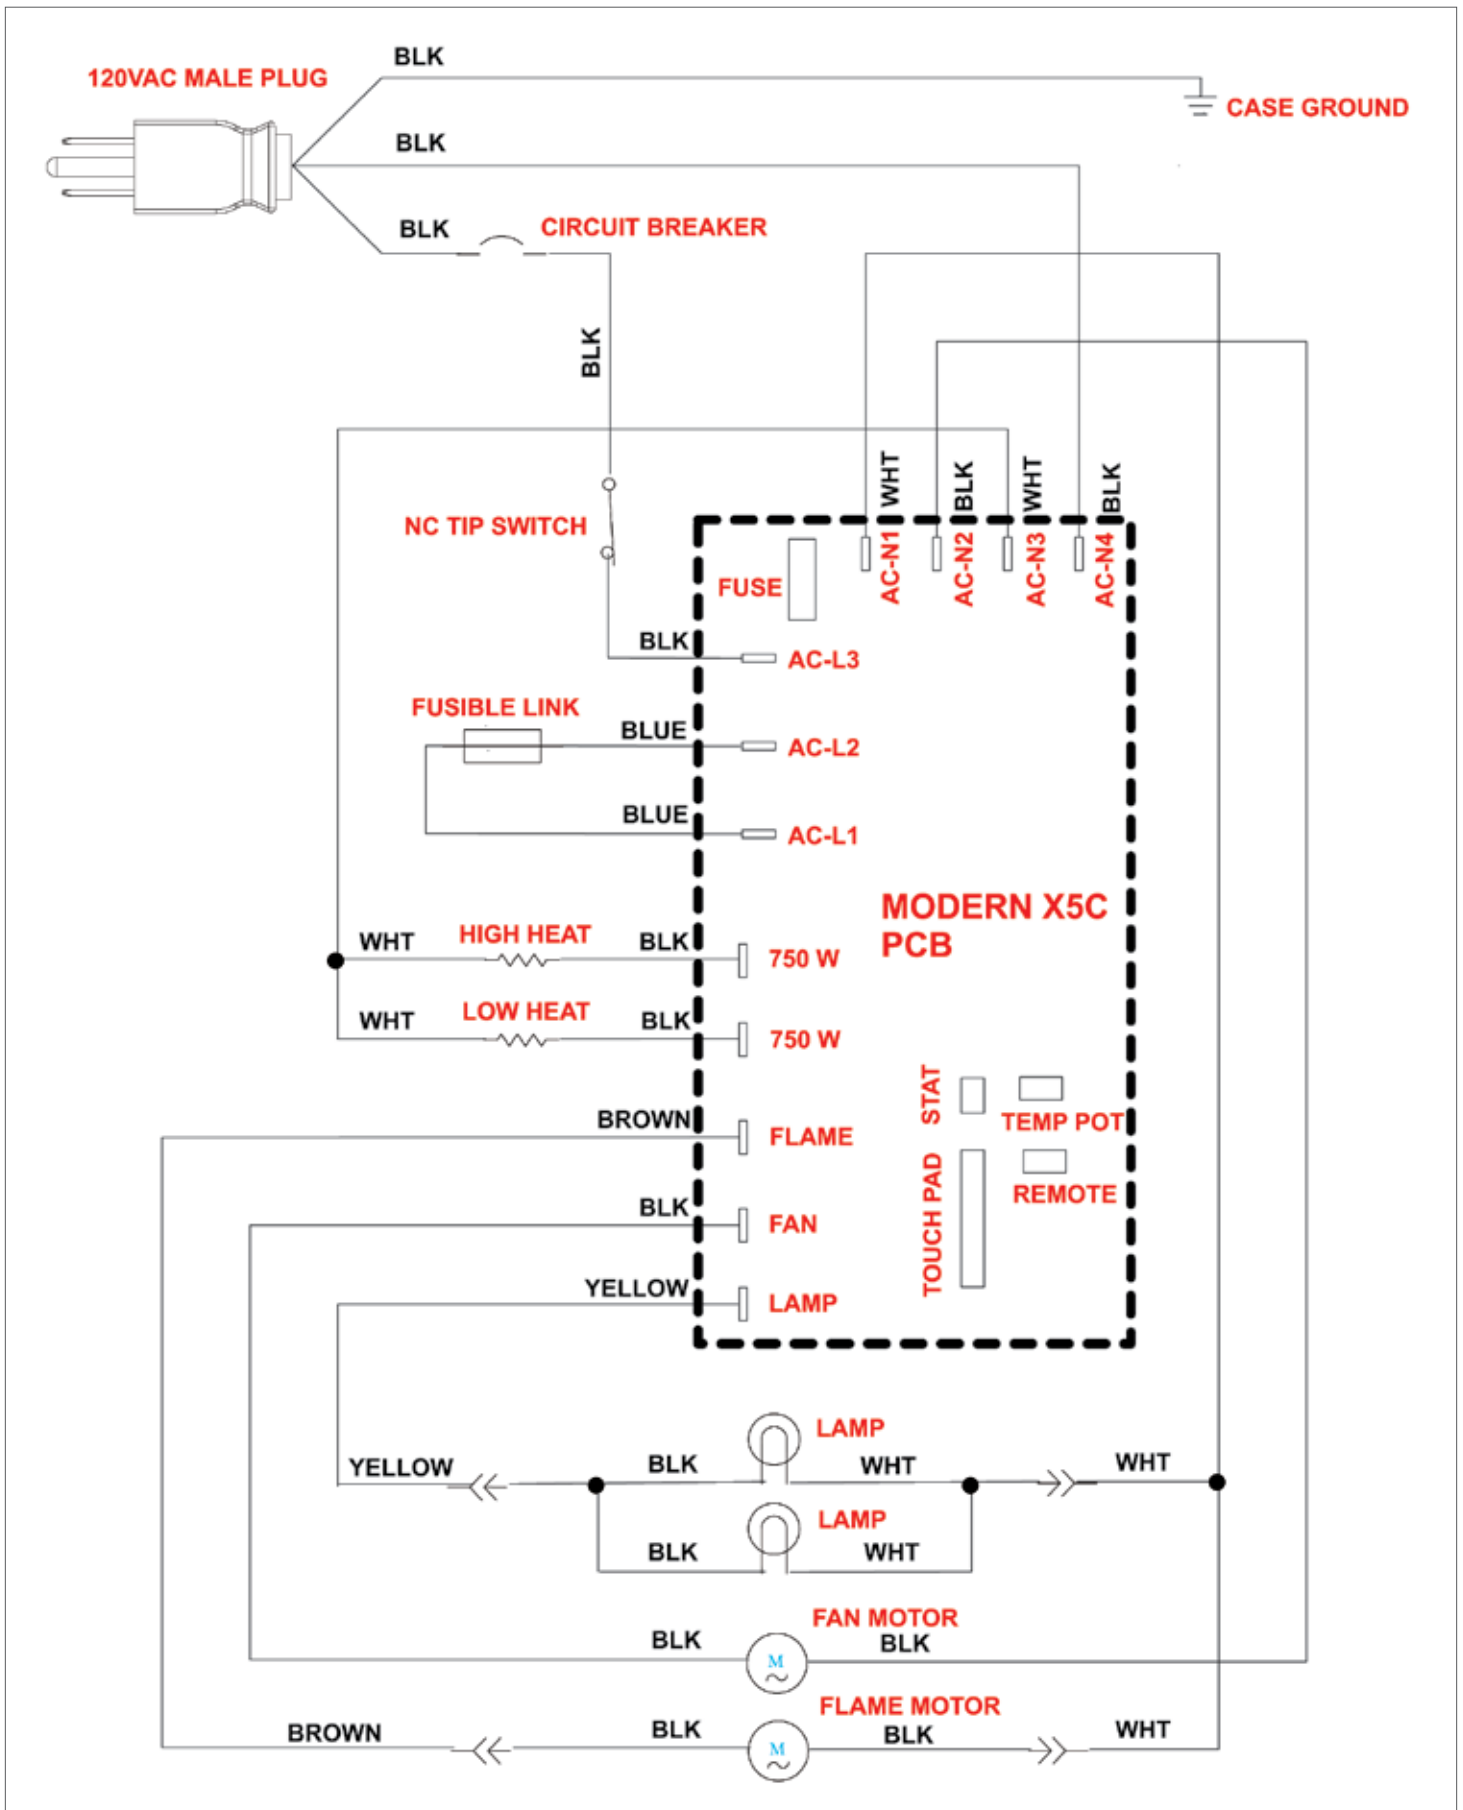 BLK
120VAC MALE PLUG
CASE GROUND
BLK
BLK
CIRCUIT BREAKER
BLK
WHT
BLK
WHT
BLK
NC TIP SWITCH
FUSE
AC-N1
AC-N2
AC-N3
AC-N4
BLK
AC-L3
FUSIBLE LINK
BLUE
AC-L2
BLUE
AC-L1
MODERN X5C
PCB
WHT
HIGH HEAT
BLK
750 W
WHT
LOW HEAT
BLK
750 W
STAT
TEMP POT
BROWN
FLAME
TOUCH PAD
REMOTE
BLK
FAN
YELLOW
LAMP
LAMP
YELLOW
BLK
WHT
WHT
LAMP
BLK
WHT
FAN MOTOR
BLK
BLK
M
FLAME MOTOR
BROWN
BLK
BLK
WHT
M